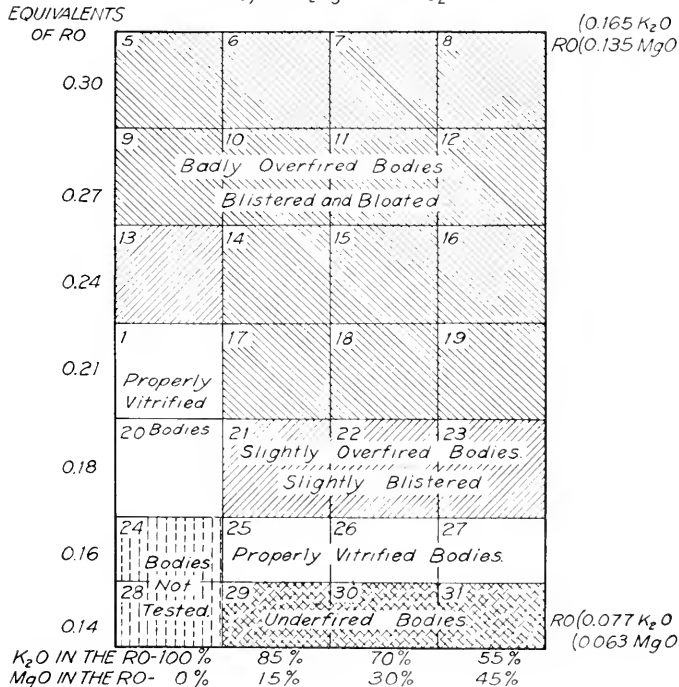 EQUIVALENTS
OF RO
(0.165 K₂O
RO(0.135 MgO
5 6 7 8
0.30
9 10 11 12
Badly Overfired Bodies
Blistered and Bloated
0.27
13 14 15 16
0.24
1 17 18 19
0.21
Properly
Vitrified
20 Bodies 21 22 23
Slightly Overfired Bodies.
0.18
Slightly Blistered
24 25 26 27
0.16
Bodies Properly Vitrified Bodies.
Not
28 29 30 31
Tested. Underfired Bodies
0.14
RO(0.077 K₂O
(0.063 MgO
K₂O IN THE RO-100% 85% 70% 55%
MgO IN THE RO- 0% 15% 30% 45%